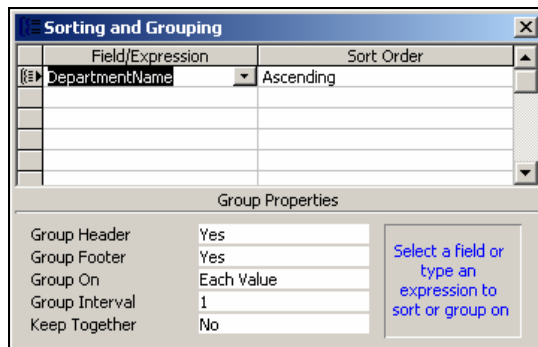 Sorting and Grouping
Field/Expression Sort Order
DepartmentName Ascending
Group Properties
Group Header Yes
Group Footer Yes
Group On Each Value
Group Interval 1
Keep Together No
Select a field or
type an
expression to
sort or group on